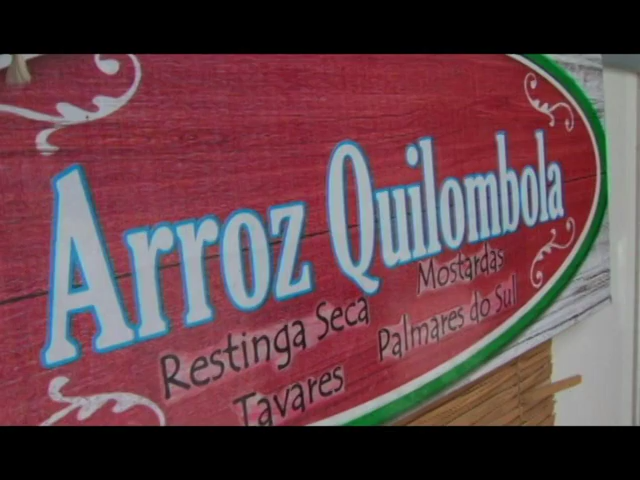 Arroz Quilombola
Restinga Seca Mostardas
Tavares Palmares do Sul